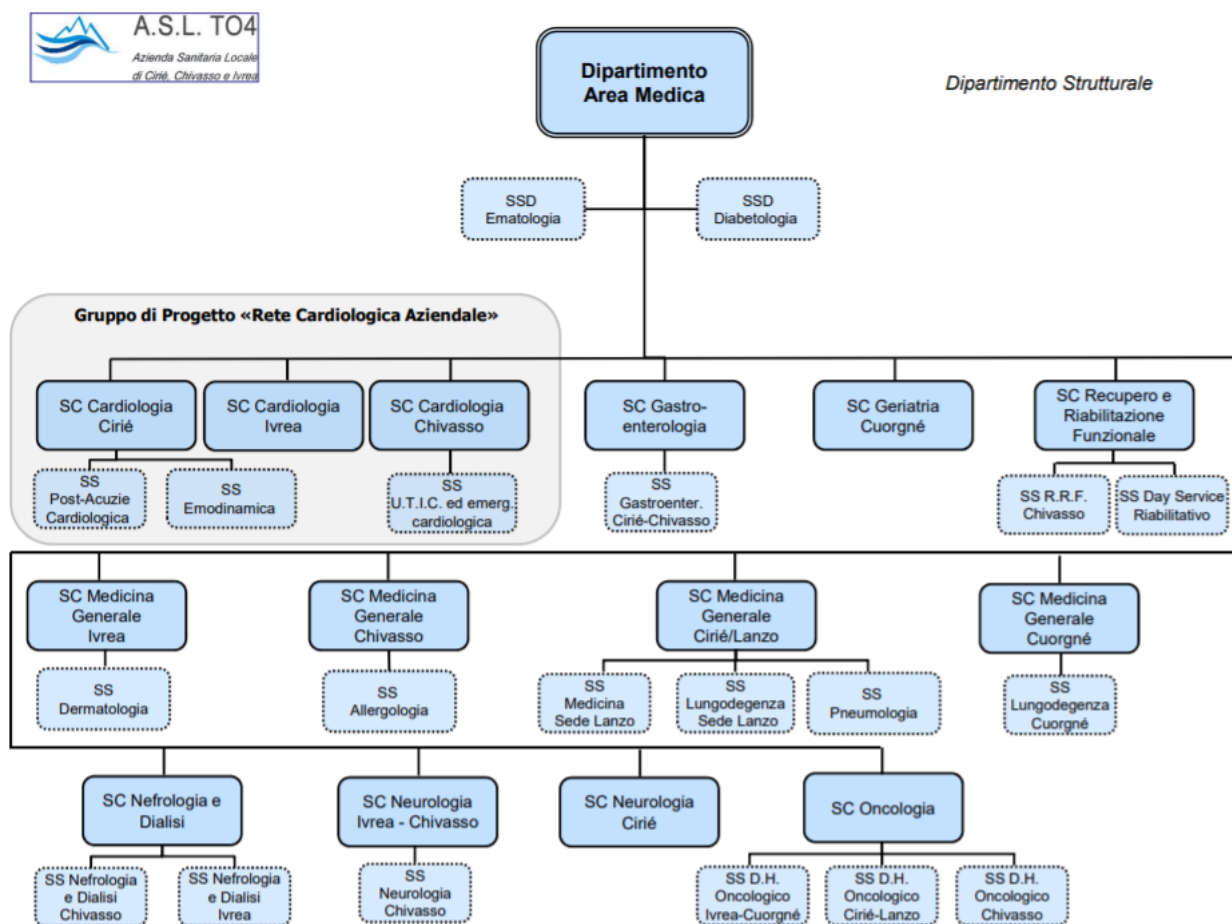 A.S.L. TO4
Azienda Sanitaria Locale
di Cirié, Chivasso e Ivrea
Dipartimento
Area Medica
Dipartimento Strutturale
SSD
Ematologia
SSD
Diabetologia
Gruppo di Progetto «Rete Cardiologica Aziendale»
SC Cardiologia
Cirié
SC Cardiologia
Ivrea
SC Cardiologia
Chivasso
SC Gastro-
enterologia
SC Geriatria
Cuorgné
SC Recupero e
Riabilitazione
Funzionale
SS
Post-Acuzie
Cardiologica
SS
Emodinamica
SS
U.T.I.C. ed emerg.
cardiologica
SS
Gastroenter.
Cirié-Chivasso
SS R.R.F.
Chivasso
SS Day Service
Riabilitativo
SC Medicina
Generale
Ivrea
SC Medicina
Generale
Chivasso
SC Medicina
Generale
Cirié/Lanzo
SC Medicina
Generale
Cuorgné
SS
Dermatologia
SS
Allergologia
SS
Medicina
Sede Lanzo
SS
Lungodegenza
Sede Lanzo
SS
Pneumologia
SS
Lungodegenza
Cuorgné
SC Nefrologia e
Dialisi
SC Neurologia
Ivrea - Chivasso
SC Neurologia
Cirié
SC Oncologia
SS Nefrologia
e Dialisi
Chivasso
SS Nefrologia
e Dialisi
Ivrea
SS
Neurologia
Chivasso
SS D.H.
Oncologico
Ivrea-Cuorgné
SS D.H.
Oncologico
Cirié-Lanzo
SS D.H.
Oncologico
Chivasso